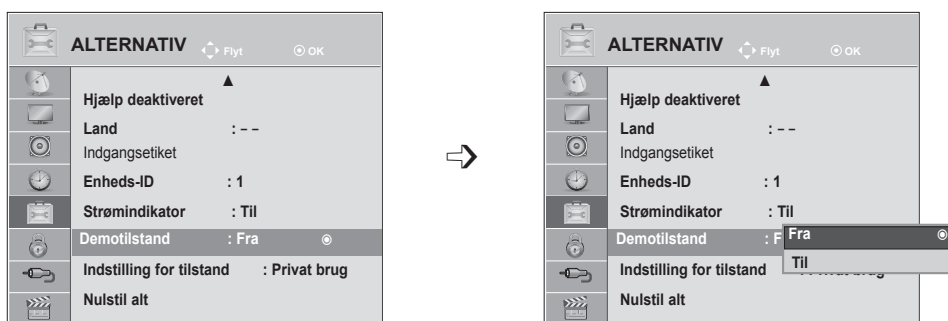 ALTERNATIV Flyt OK
Hjælp deaktiveret
Land : – –
Indgangsetiket
Enheds-ID : 1
Strømindikator : Til
Demotilstand : Fra
Indstilling for tilstand : Privat brug
Nulstil alt
ALTERNATIV Flyt OK
Hjælp deaktiveret
Land : – –
Indgangsetiket
Enheds-ID : 1
Strømindikator : Til
Demotilstand : F
Fra
Til
Indstilling for tilstand
Nulstil alt